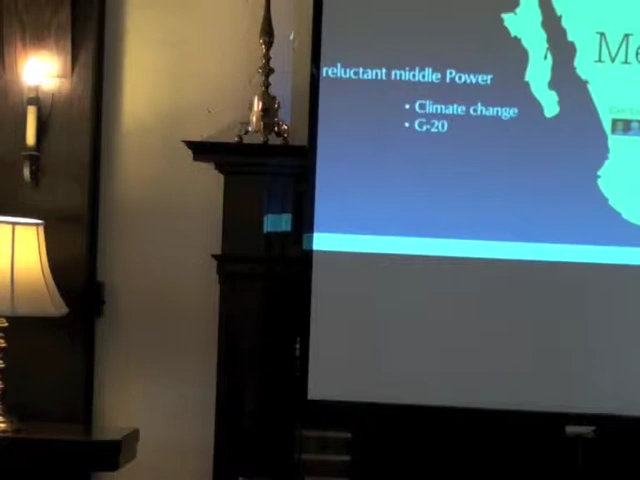 reluctant middle Power
• Climate change
• G-20
Me